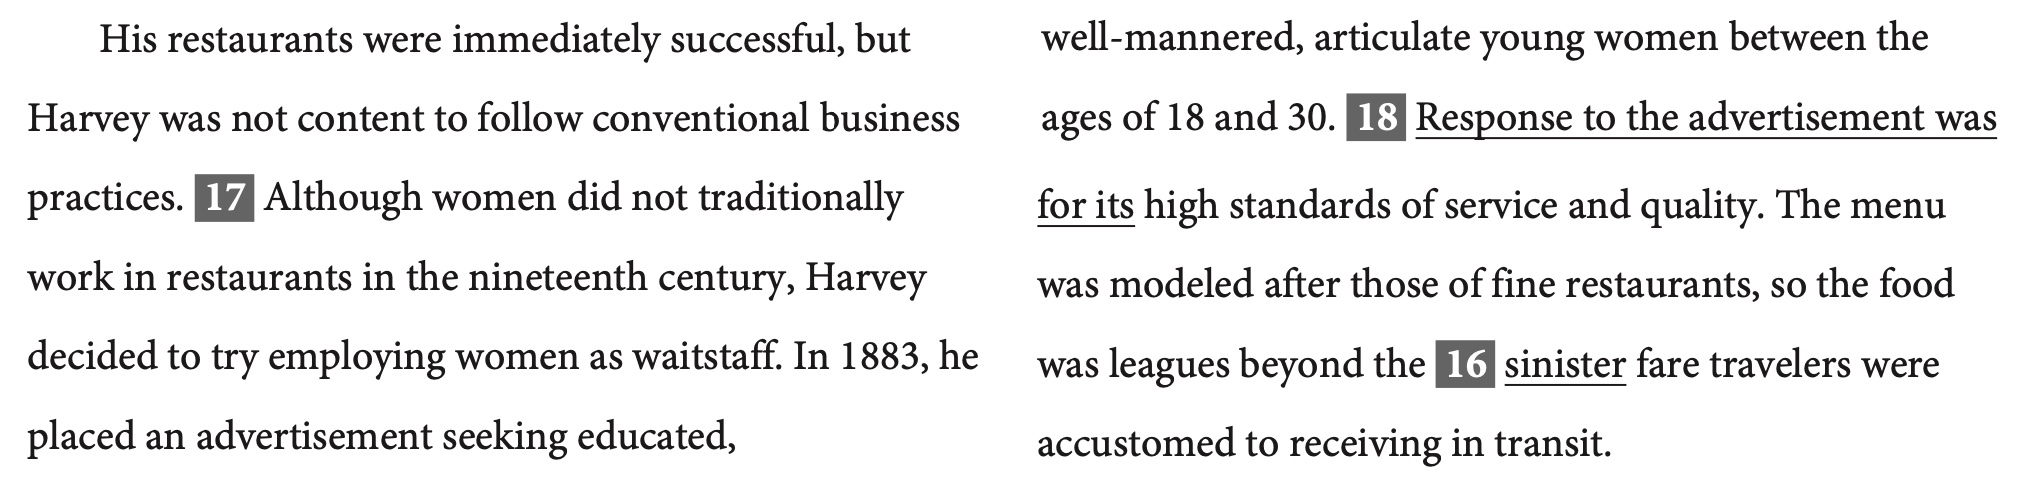 His restaurants were immediately successful, but
Harvey was not content to follow conventional business
practices. 17 Although women did not traditionally
work in restaurants in the nineteenth century, Harvey
decided to try employing women as waitstaff. In 1883, he
placed an advertisement seeking educated,
well-mannered, articulate young women between the
ages of 18 and 30. 18 Response to the advertisement was
for its high standards of service and quality. The menu
was modeled after those of fine restaurants, so the food
was leagues beyond the 16 sinister fare travelers were
accustomed to receiving in transit.